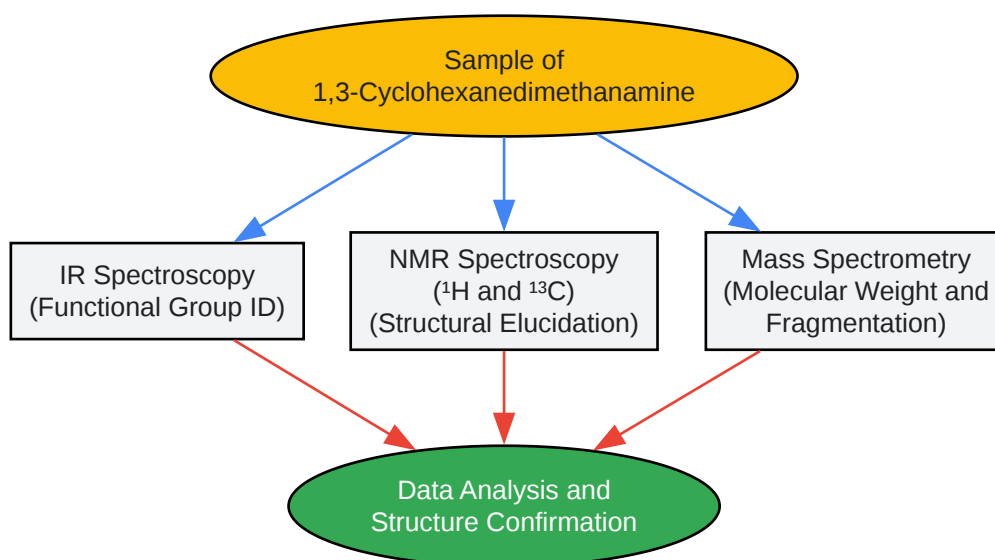 Sample of
1,3-Cyclohexanedimethanamine
IR Spectroscopy
(Functional Group ID)
NMR Spectroscopy
(¹H and ¹³C)
(Structural Elucidation)
Mass Spectrometry
(Molecular Weight and
Fragmentation)
Data Analysis and
Structure Confirmation